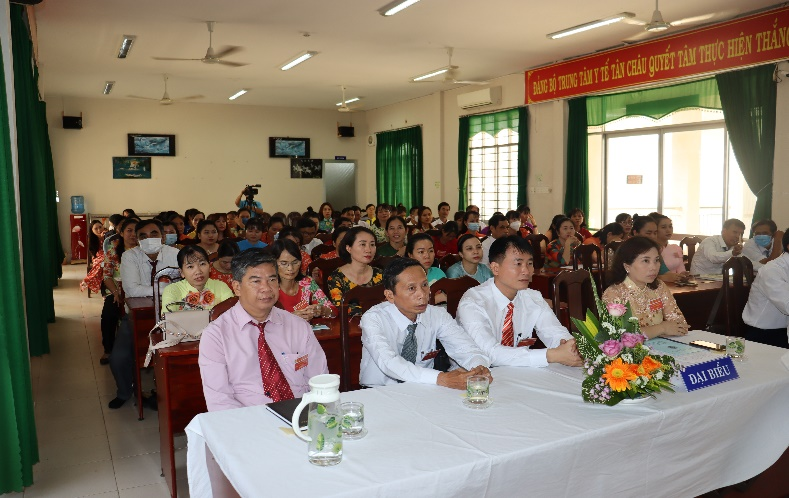 ĐẢNG BỘ TRUNG TÂM Y TẾ TÂN CHÂU QUYẾT TÂM THỰC HIỆN THẮNG
ĐẠI BIỂU